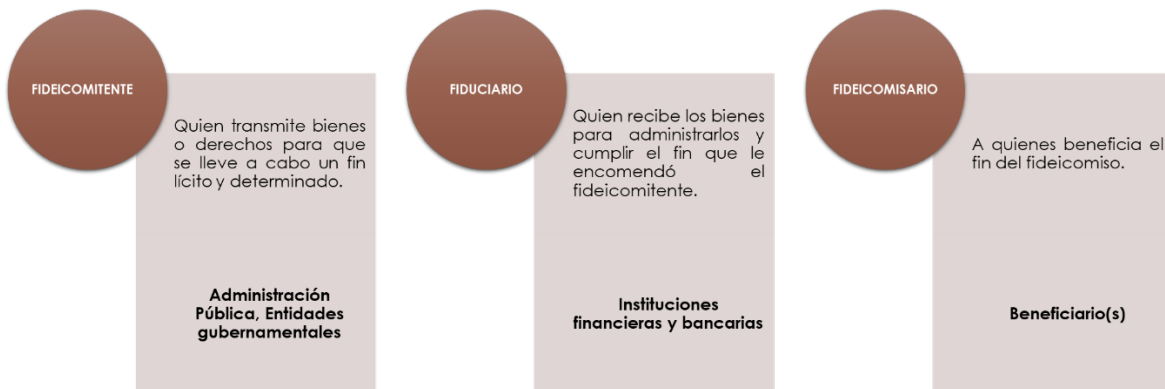 FIDEICOMITENTE
Quien transmite bienes
o derechos para que
se lleve a cabo un fin
lícito y determinado.
Administración
Pública, Entidades
gubernamentales
FIDUCIARIO
Quien recibe los bienes
para administrarlos y
cumplir el fin que le
encomendó el
fideicomitente.
Instituciones
financieras y bancarias
FIDEICOMISARIO
A quienes beneficia el
fin del fideicomiso.
Beneficiario(s)